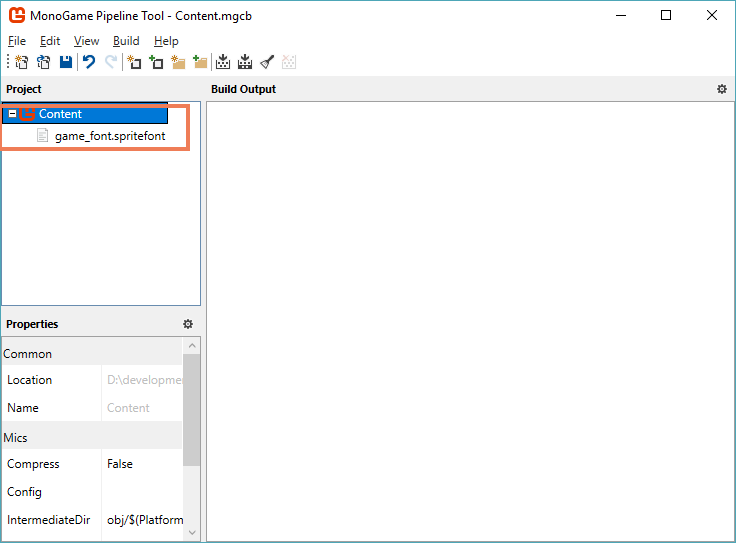 MonoGame Pipeline Tool - Content.mgcb
File Edit View Build Help
Project
Build Output
Content
game_font.spritefont
Properties
Common
Location D:\developme
Name Content
Mics
Compress False
Config
IntermediateDir obj/$(Platform